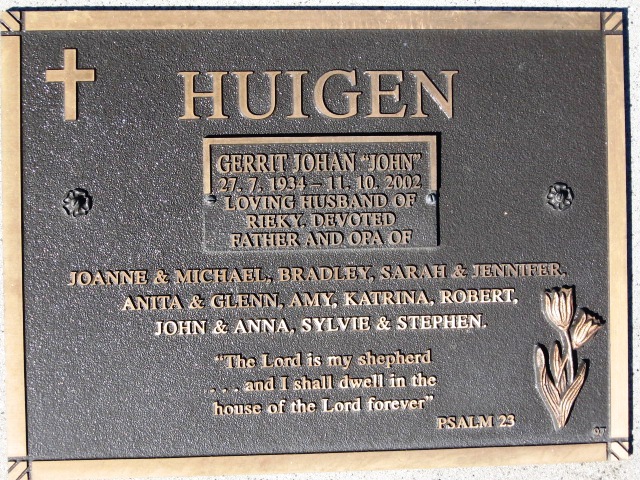 HUIGEN
GERRIT JOHAN "JOHN"
27. 7. 1934 - 11. 10. 2002
LOVING HUSBAND OF
RIEKY. DEVOTED
FATHER AND OPA OF
JOANNE & MICHAEL, BRADLEY, SARAH & JENNIFER,
ANITA & GLENN, AMY, KATRINA, ROBERT,
JOHN & ANNA, SYLVIE & STEPHEN.
"The Lord is my shepherd
. . . and I shall dwell in the
house of the Lord forever"
PSALM 23